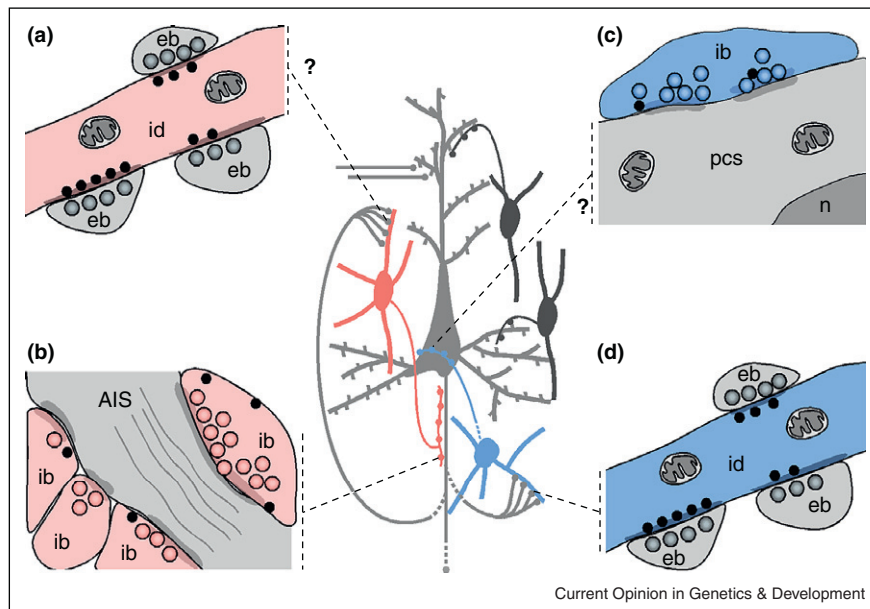 (a)
eb
?
id
eb
eb
(c)
ib
pcs
?
n
(b)
AIS
ib
ib
ib
ib
(d)
eb
id
eb
eb
Current Opinion in Genetics & Development